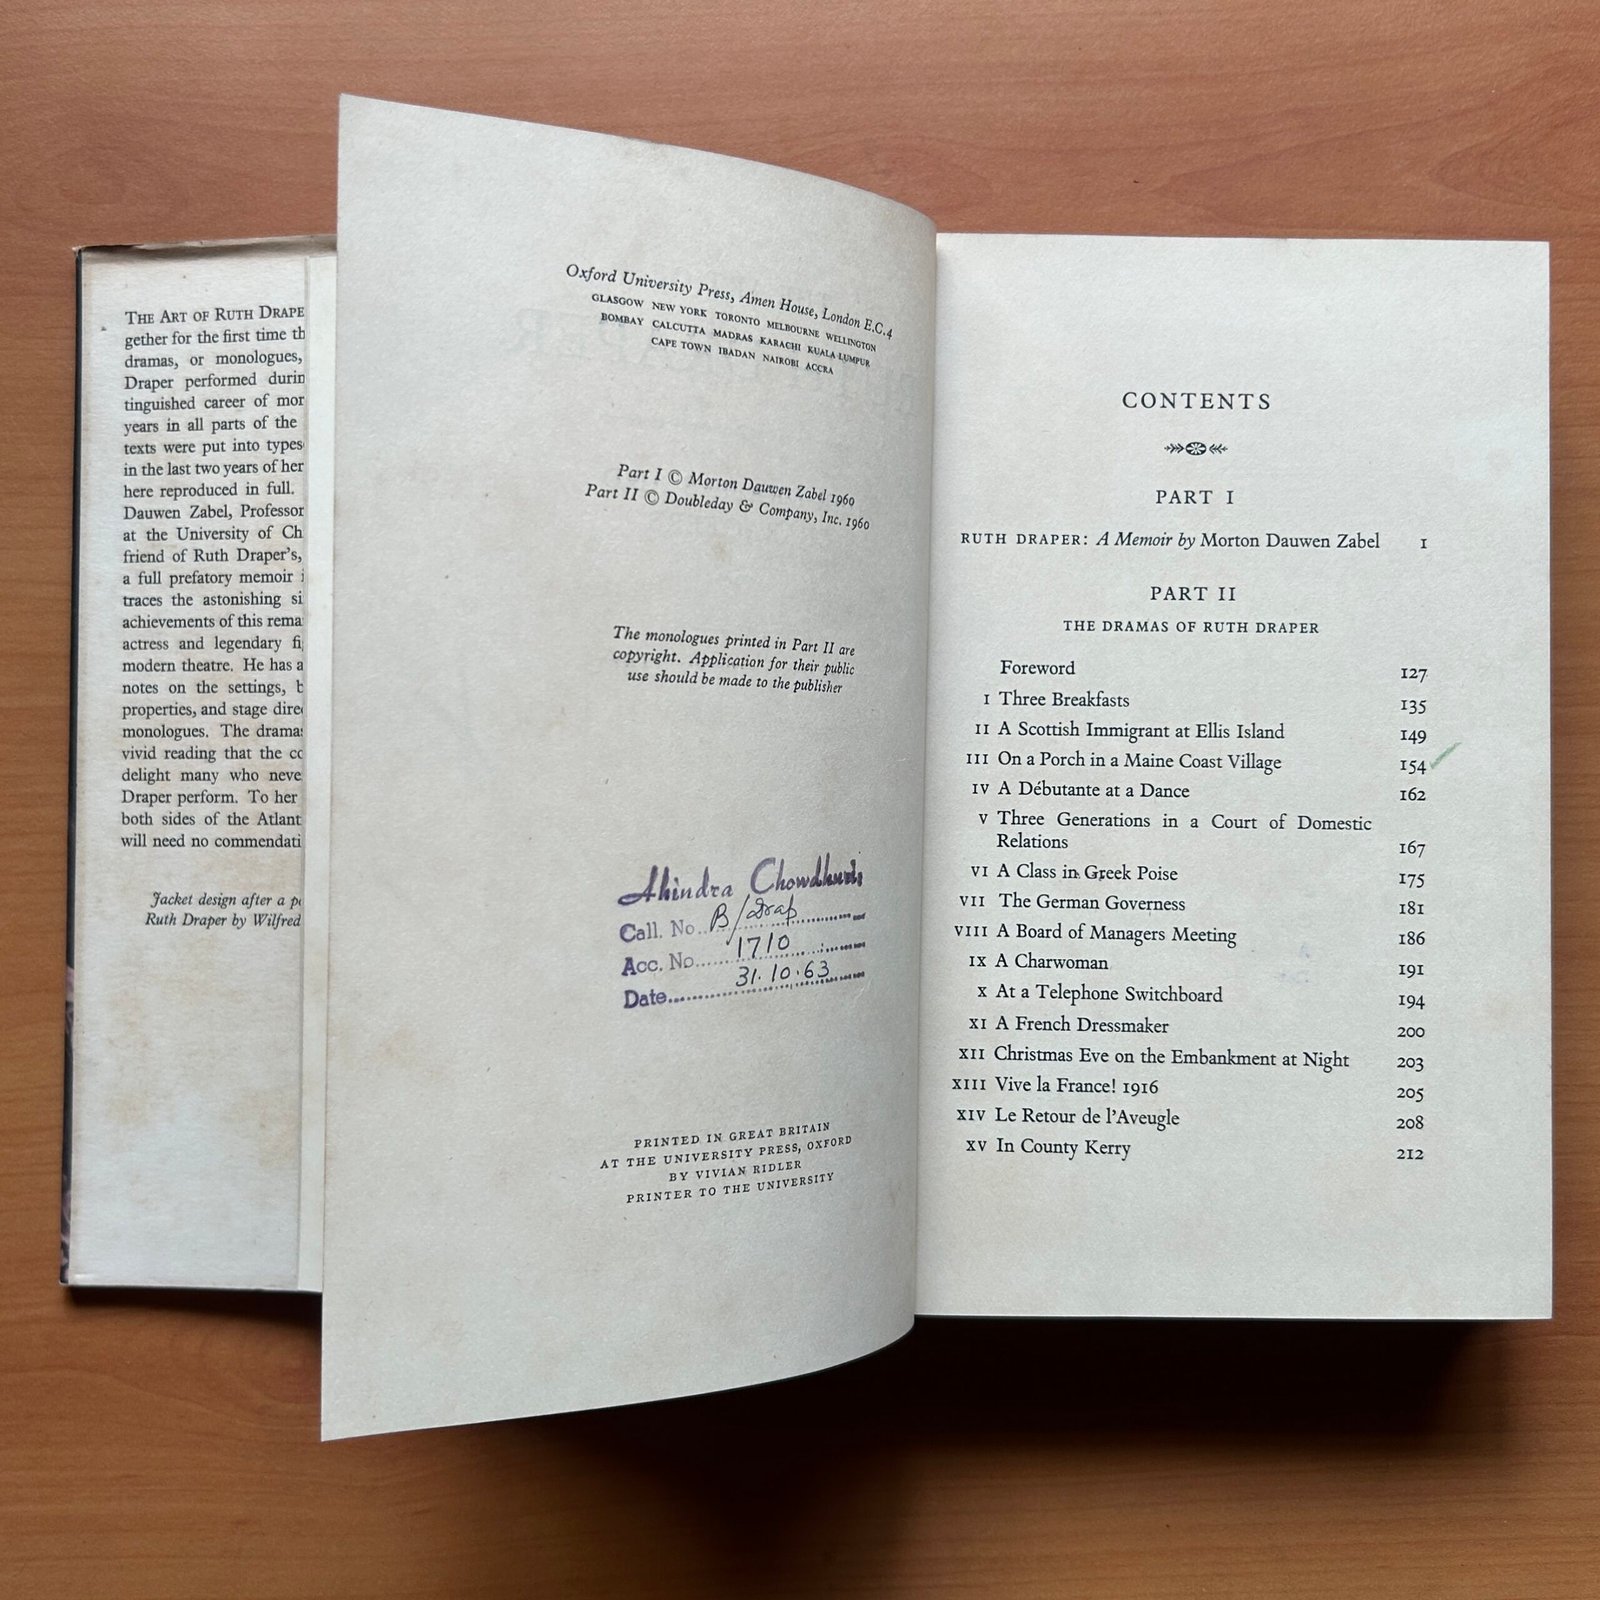 THE ART OF RUTH DRAPE
gether for the first time th
dramas, or monologues,
Draper performed durin
tinguished career of mor
years in all parts of the
texts were put into types
in the last two years of her
here reproduced in full.
Dauwen Zabel, Professor
at the University of Ch
friend of Ruth Draper's,
a full prefatory memoir i
traces the astonishing si
achievements of this rema
actress and legendary fi
modern theatre. He has a
notes on the settings, b
properties, and stage dire
monologues. The dramas
vivid reading that the co
delight many who neve
Draper perform. To her
both sides of the Atlant
will need no commendati
Jacket design after a p
Ruth Draper by Wilfred
Oxford University Press, Amen House, London E.C.4
GLASGOW NEW YORK TORONTO MELBOURNE WELLINGTON
BOMBAY CALCUTTA MADRAS KARACHI KUALA LUMPUR
CAPE TOWN IBADAN NAIROBI ACCRA
Part I © Morton Dauwen Zabel 1960
Part II © Doubleday & Company, Inc. 1960
The monologues printed in Part II are
copyright. Application for their public
use should be made to the publisher
Ahindra Chowdhuri
Call. No. B/Drap
Acc. No. 1710
Date 31.10.63
PRINTED IN GREAT BRITAIN
AT THE UNIVERSITY PRESS, OXFORD
BY VIVIAN RIDLER
PRINTER TO THE UNIVERSITY
CONTENTS
PART I
RUTH DRAPER: A Memoir by Morton Dauwen Zabel 1
PART II
THE DRAMAS OF RUTH DRAPER
Foreword 127
I Three Breakfasts 135
II A Scottish Immigrant at Ellis Island 149
III On a Porch in a Maine Coast Village 154
IV A Débutante at a Dance 162
V Three Generations in a Court of Domestic
Relations 167
VI A Class in Greek Poise 175
VII The German Governess 181
VIII A Board of Managers Meeting 186
IX A Charwoman 191
X At a Telephone Switchboard 194
XI A French Dressmaker 200
XII Christmas Eve on the Embankment at Night 203
XIII Vive la France! 1916 205
XIV Le Retour de l'Aveugle 208
XV In County Kerry 212